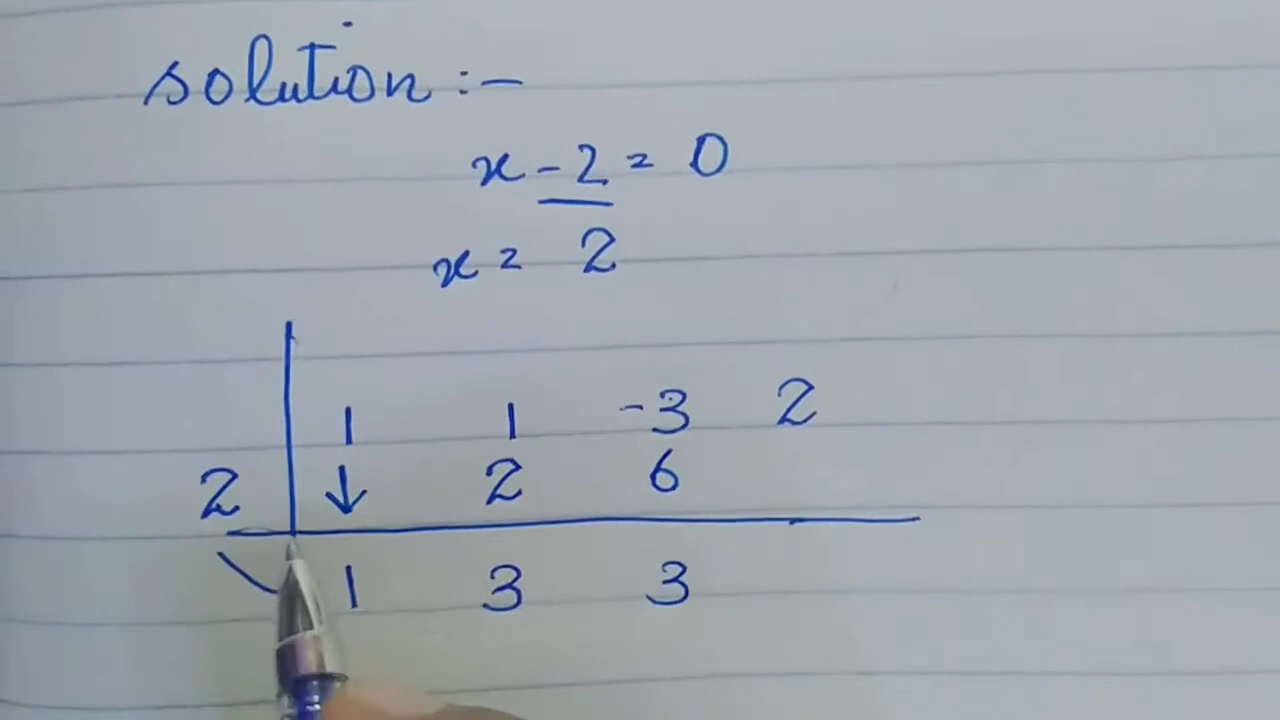 solution :-
x - 2 = 0
x = 2
1 1 -3 2
2 ↓ 2 6
1 3 3